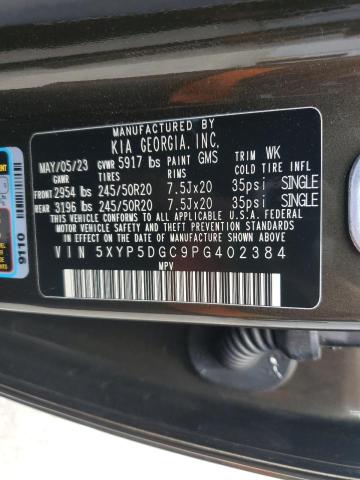 MANUFACTURED BY
KIA GEORGIA, INC.
MAY/05/23 GVWR 5917 lbs PAINT GMS TRIM WK
GAWR TIRES RIMS COLD TIRE INFL
FRONT 2954 lbs 245/50R20 7.5Jx20 35psi SINGLE
REAR 3196 lbs 245/50R20 7.5Jx20 35psi SINGLE
THIS VEHICLE CONFORMS TO ALL APPLICABLE U.S.A. FEDERAL
MOTOR VEHICLE SAFETY, BUMPER, AND THEFT PREVENTION
STANDARDS IN EFFECT ON THE DATE OF MANUFACTURE SHOWN ABOVE.
VIN 5XYP5DGC9PG402384
MPV
9110